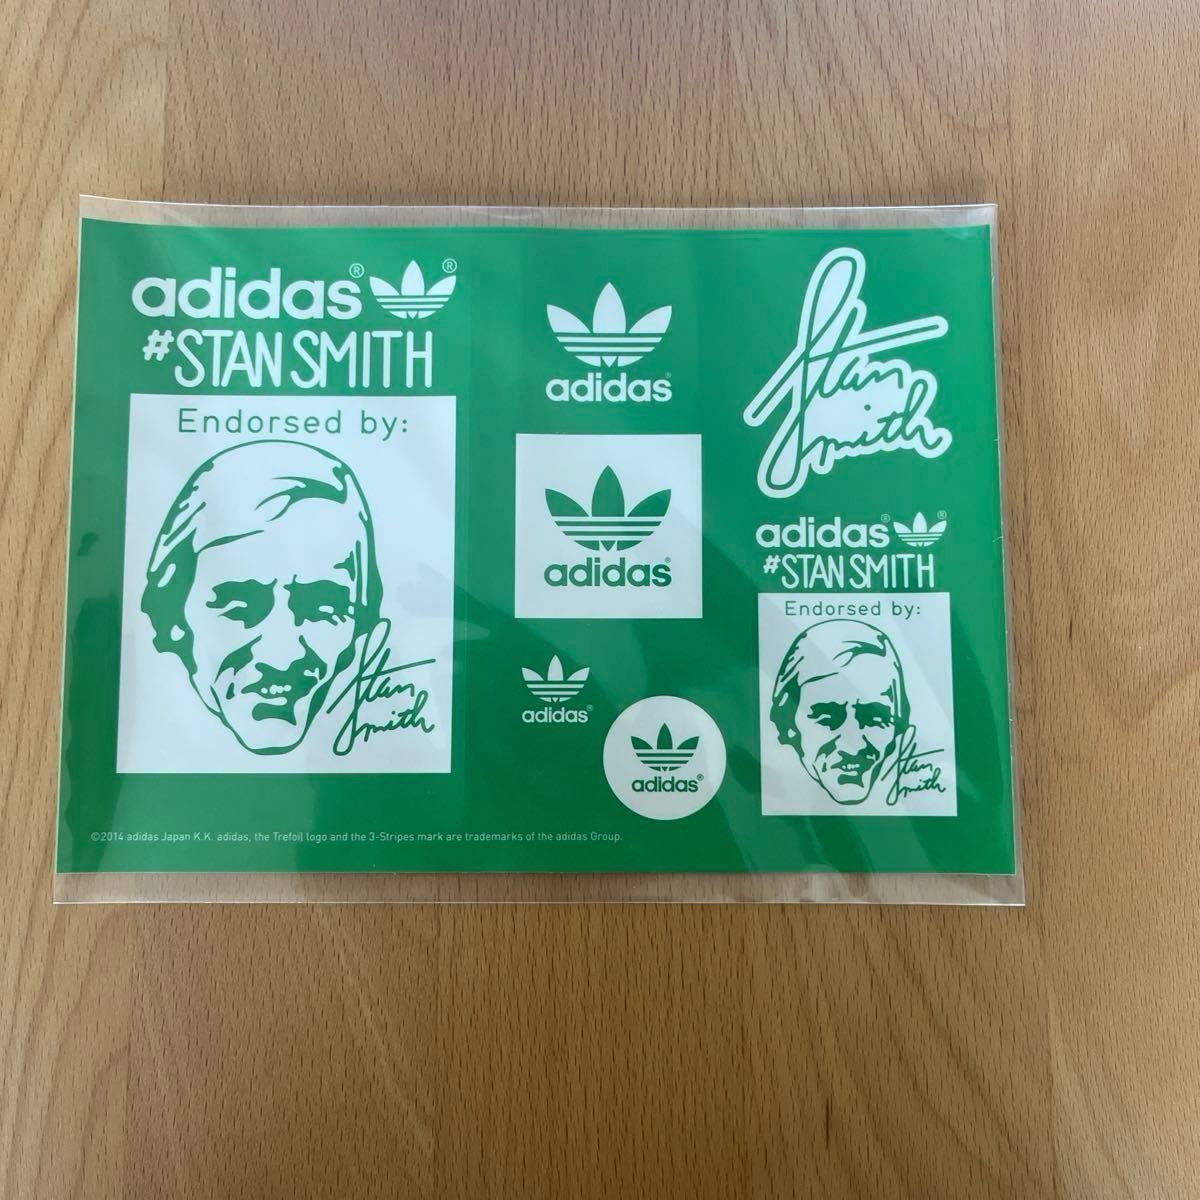 adidas®
®
#STAN SMITH
Endorsed by:
Stan
Smith
adidas®
adidas®
adidas®
adidas®
Stan
Smith
adidas®
®
#STAN SMITH
Endorsed by:
Stan
Smith
©2014 adidas Japan K.K. adidas, the Trefoil logo and the 3-Stripes mark are trademarks of the adidas Group.